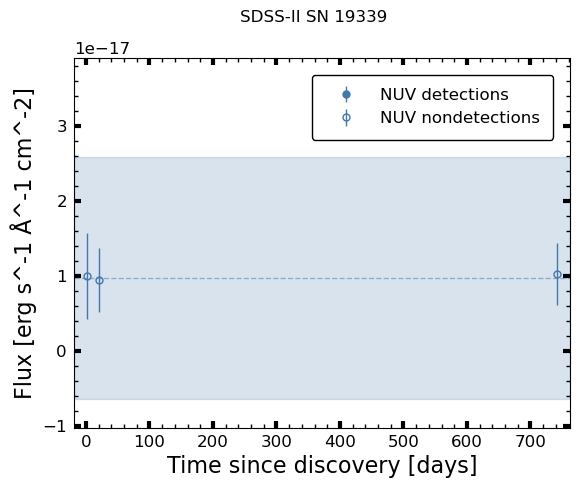 SDSS-II SN 19339
1e−17
NUV detections
NUV nondetections
3
2
1
0
−1
0 100 200 300 400 500 600 700
Flux [erg s^-1 Å^-1 cm^-2]
Time since discovery [days]